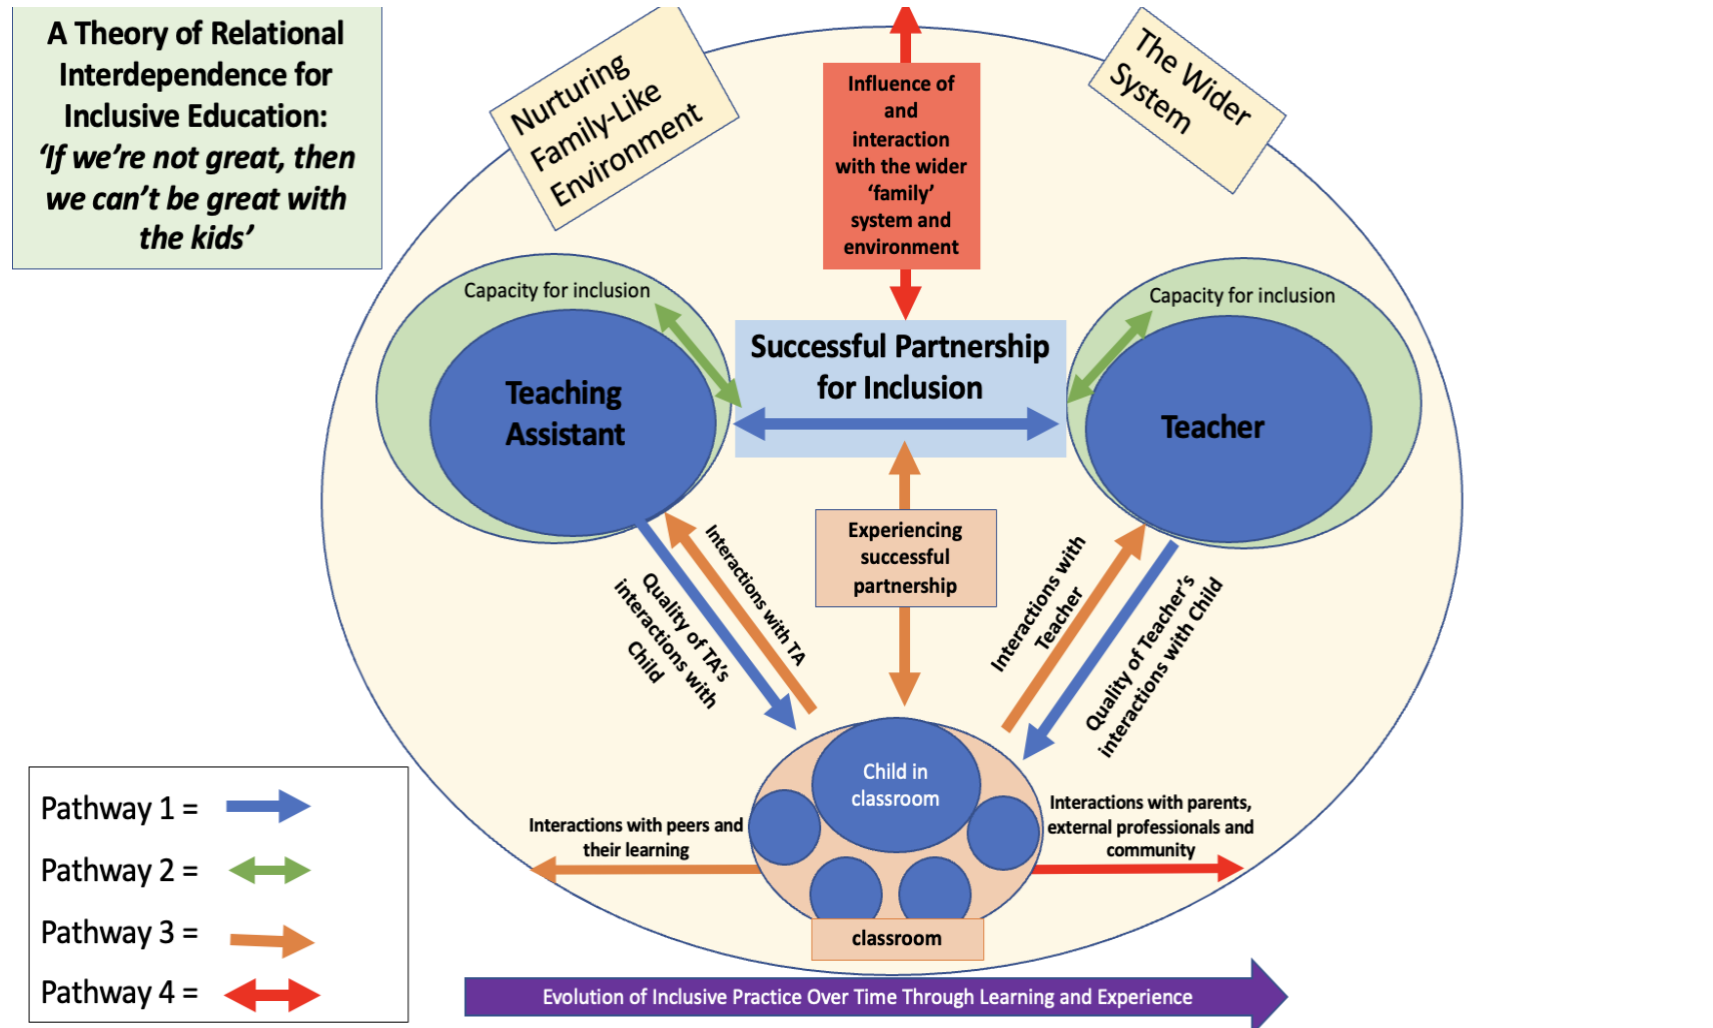 A Theory of Relational
Interdependence for
Inclusive Education:
‘If we’re not great, then
we can’t be great with
the kids’
Nurturing
Family-Like
Environment
Influence of
and
interaction
with the wider
‘family’
system and
environment
The Wider
System
Capacity for inclusion
Teaching
Assistant
Successful Partnership
for Inclusion
Capacity for inclusion
Teacher
Experiencing
successful
partnership
Quality of TA’s
interactions with
Child
Interactions with TA
Interactions with
Teacher
Quality of Teacher’s
interactions with Child
Child in
classroom
Interactions with peers and
their learning
Interactions with parents,
external professionals and
community
classroom
Pathway 1 =
Pathway 2 =
Pathway 3 =
Pathway 4 =
Evolution of Inclusive Practice Over Time Through Learning and Experience